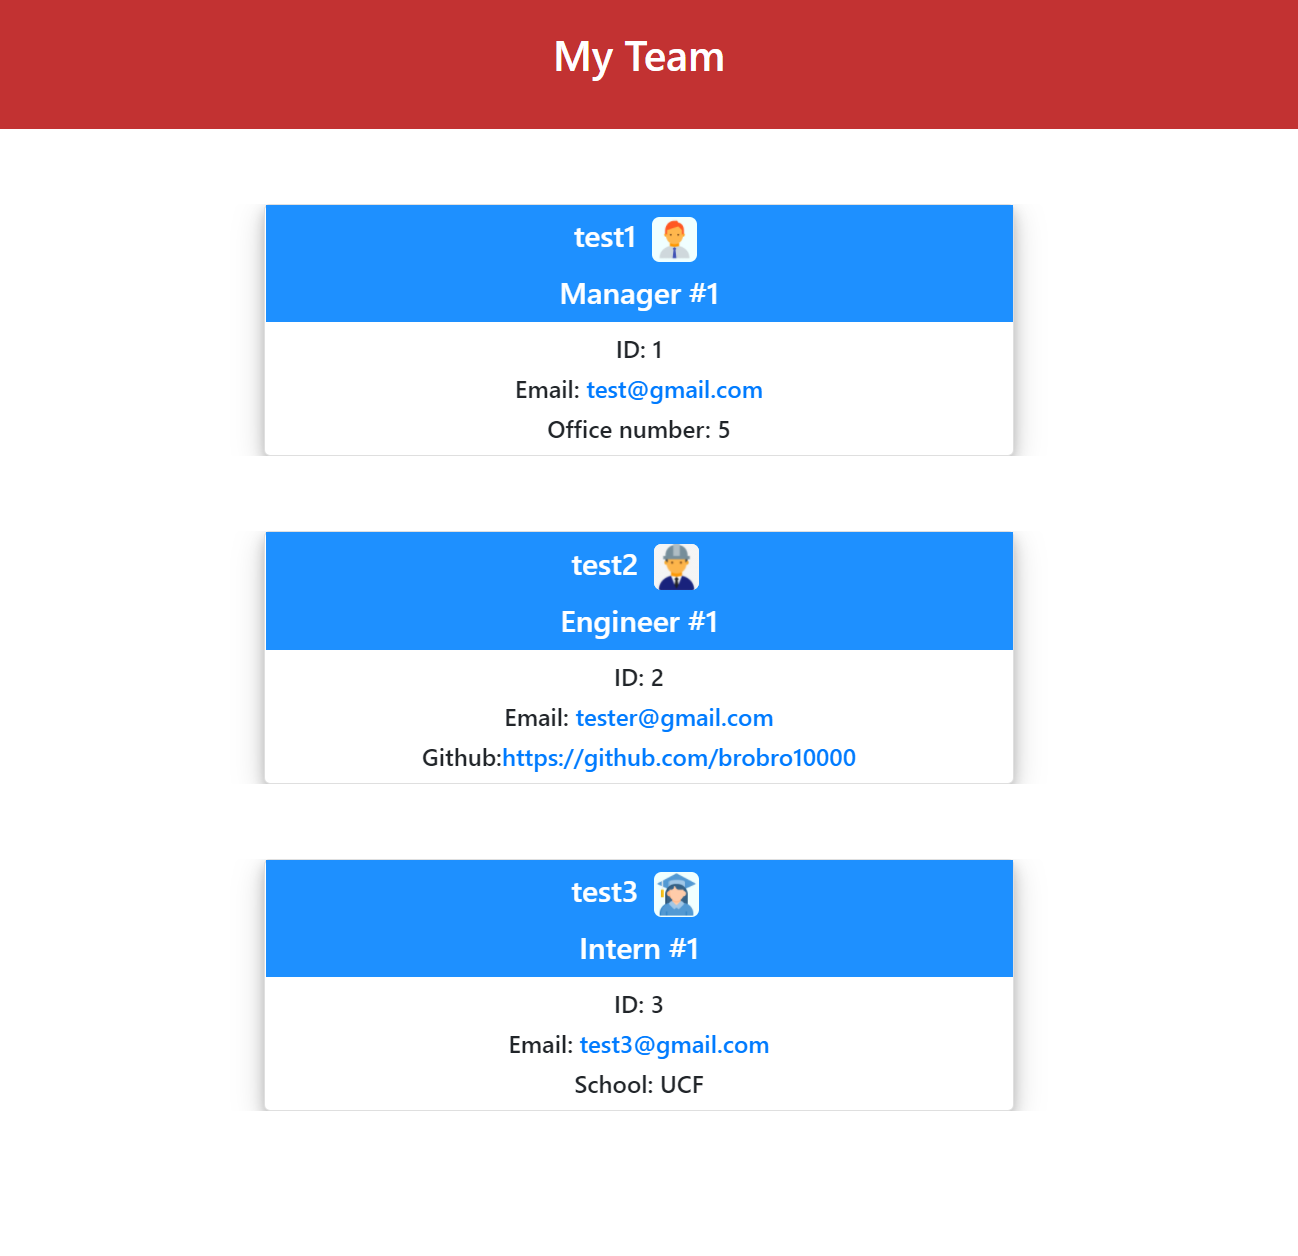 My Team
test1
Manager #1
ID: 1
Email: test@gmail.com
Office number: 5
test2
Engineer #1
ID: 2
Email: tester@gmail.com
Github:https://github.com/brobro10000
test3
Intern #1
ID: 3
Email: test3@gmail.com
School: UCF